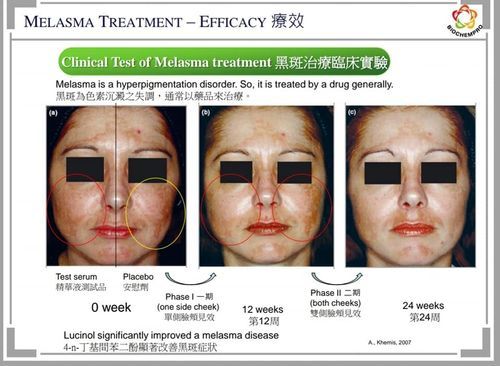 MELASMA TREATMENT – EFFICACY 療效
BIOCHEMPRO
Clinical Test of Melasma treatment 黑斑治療臨床實驗
Melasma is a hyperpigmentation disorder. So, it is treated by a drug generally.
黑斑為色素沉澱之失調，通常以藥品來治療。
(a) (b) (c)
Test serum Placebo
精華液測試品 安慰劑
0 week
Phase I 一期
(one side cheek)
單側臉頰見效
12 weeks
第12周
Phase II 二期
(both cheeks)
雙側臉頰見效
24 weeks
第24周
Lucinol significantly improved a melasma disease
4-n-丁基間苯二酚顯著改善黑斑症狀
A., Khemis, 2007